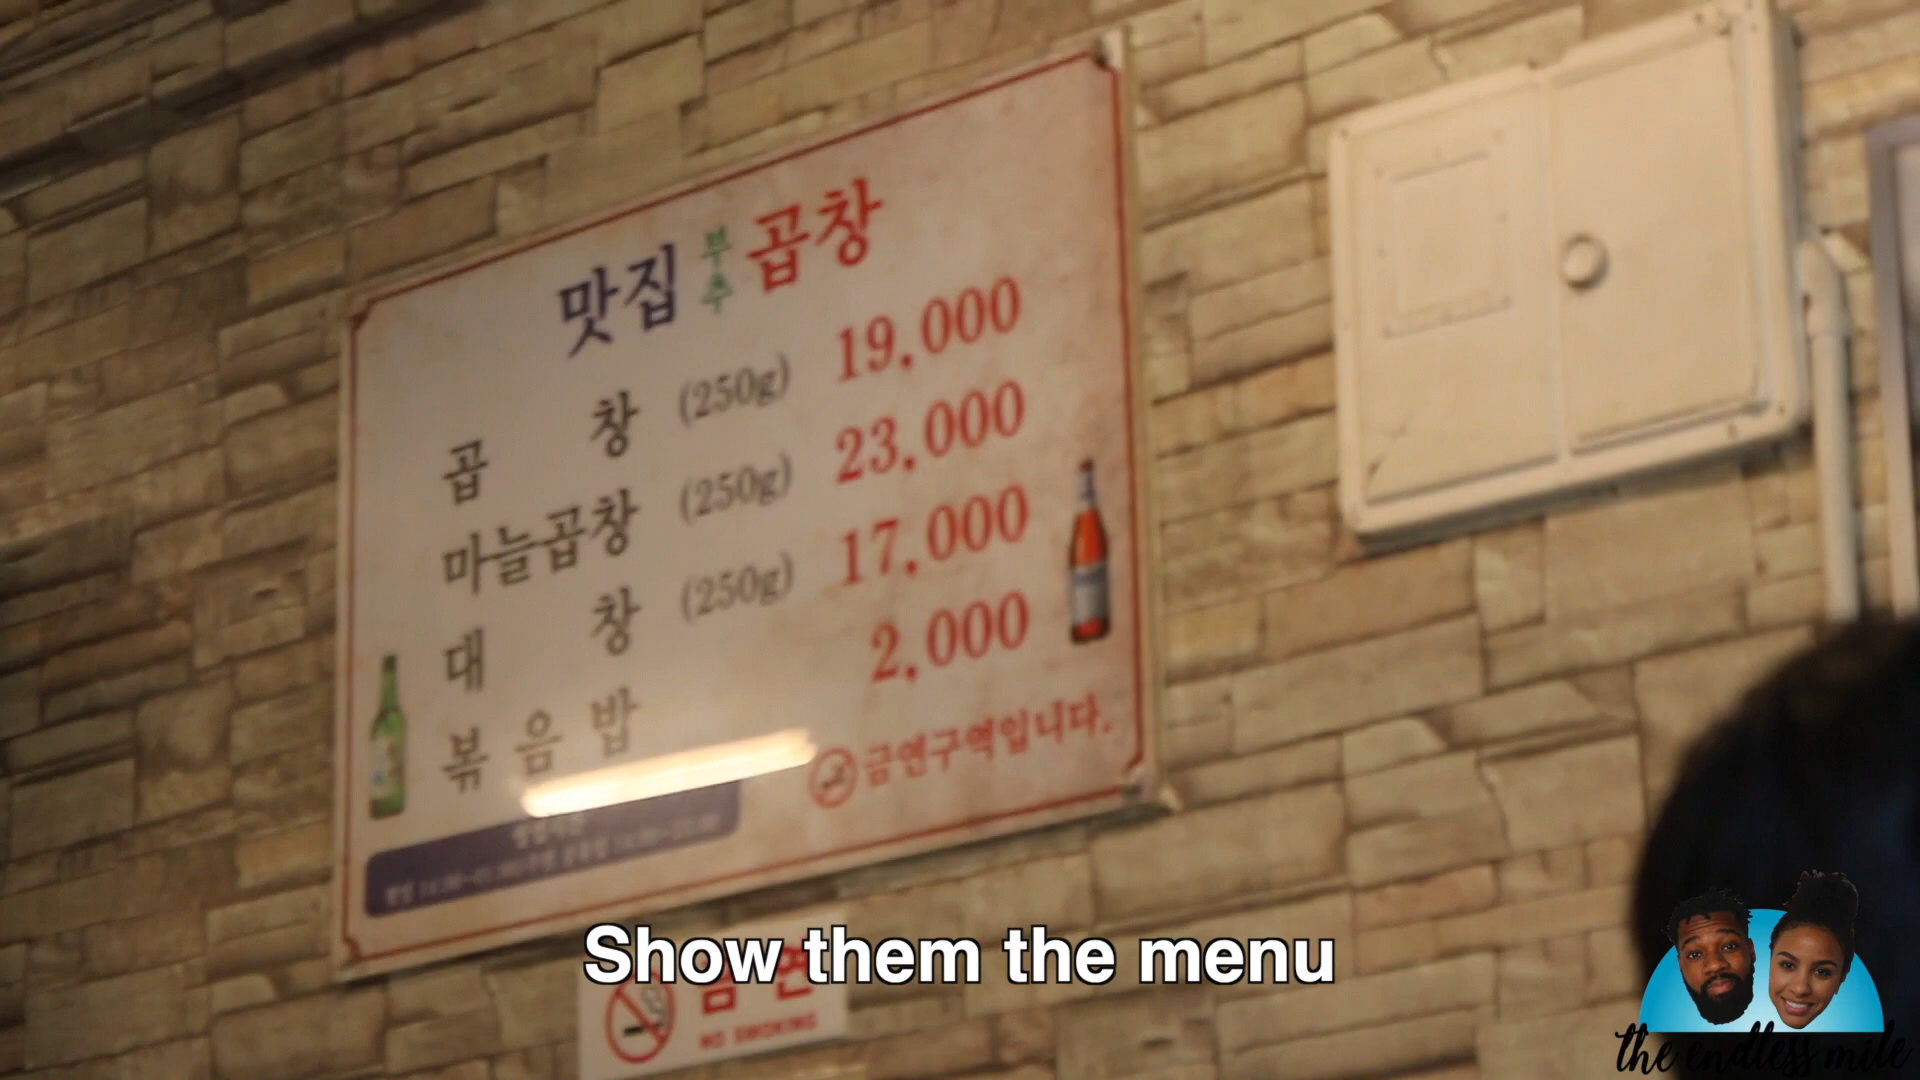 맛집 부추 곱창
곱창 (250g) 19,000
마늘곱창 (250g) 23,000
대창 (250g) 17,000
볶음밥 2,000
금연구역입니다.
Show them the menu
금연
NO SMOKING
the endless mile